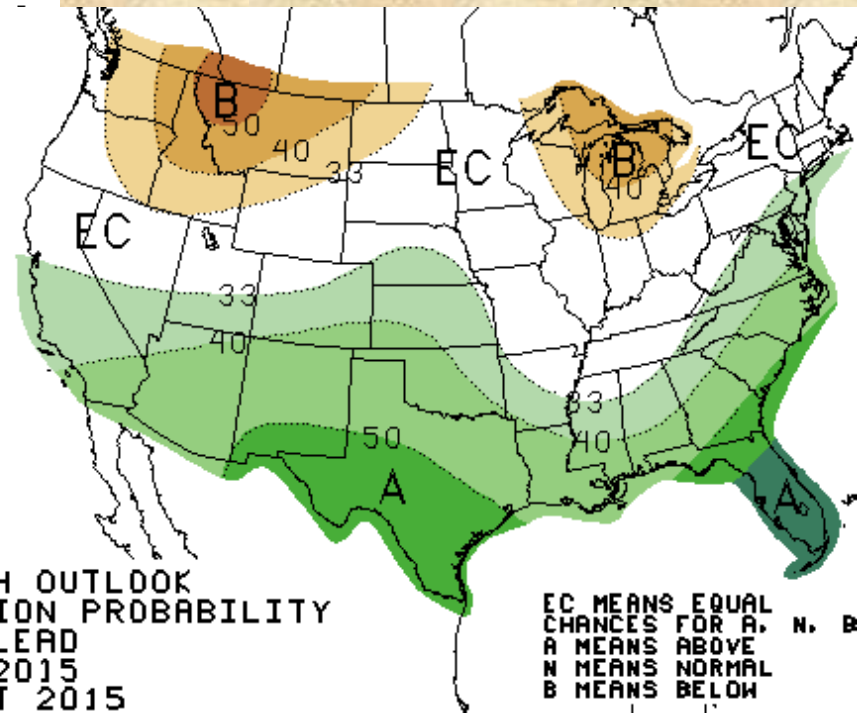 B
50
40
33
EC
B
40
EC
EC
33
40
33
40
50
A
A
H OUTLOOK
ION PROBABILITY
LEAD
2015
T 2015
EC MEANS EQUAL
CHANCES FOR A, N, B
A MEANS ABOVE
N MEANS NORMAL
B MEANS BELOW